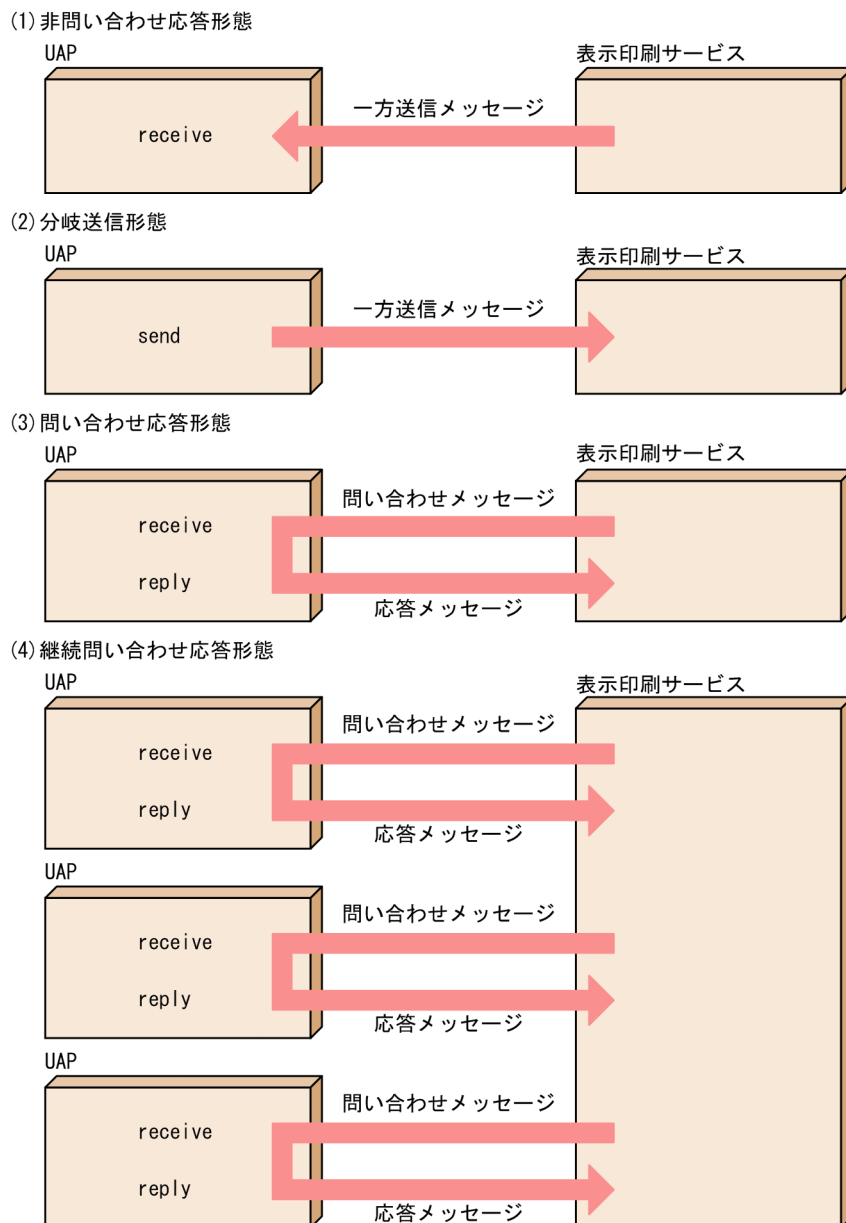 (1)非問い合わせ応答形態
UAP
表示印刷サービス
一方送信メッセージ
receive
(2)分岐送信形態
UAP
表示印刷サービス
一方送信メッセージ
send
(3)問い合わせ応答形態
UAP
表示印刷サービス
問い合わせメッセージ
receive
reply
応答メッセージ
(4)継続問い合わせ応答形態
UAP
表示印刷サービス
問い合わせメッセージ
receive
reply
応答メッセージ
UAP
問い合わせメッセージ
receive
reply
応答メッセージ
UAP
問い合わせメッセージ
receive
reply
応答メッセージ